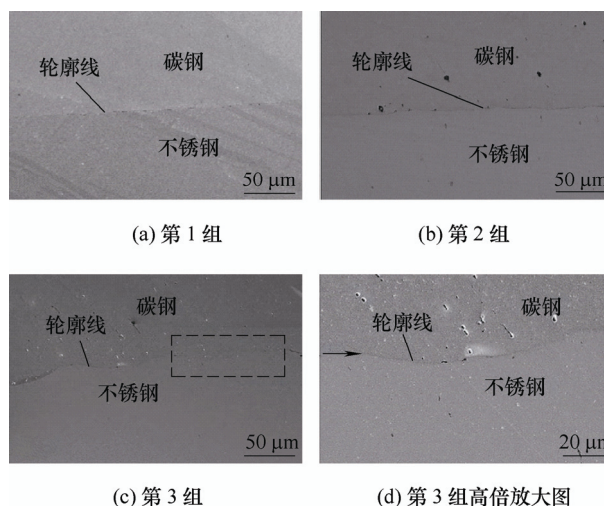 碳钢
轮廓线
不锈钢
50 μm
(a) 第 1 组
碳钢
轮廓线
不锈钢
50 μm
(b) 第 2 组
碳钢
轮廓线
不锈钢
50 μm
(c) 第 3 组
碳钢
轮廓线
不锈钢
20 μm
(d) 第 3 组高倍放大图